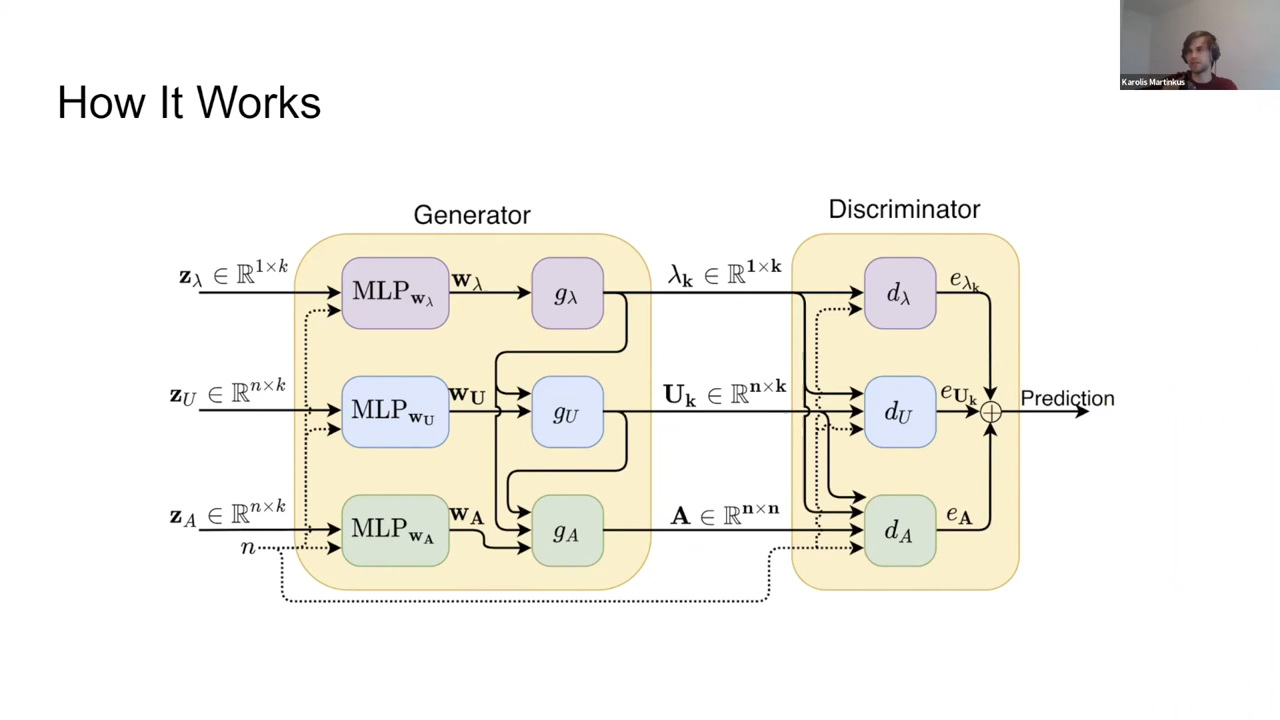 Karolis Martinkus
How It Works
Generator
Discriminator
𝐳_λ ∈ ℝ^{1×k}
MLP_{𝐰_λ}
𝐰_λ
g_λ
λ_𝐤 ∈ ℝ^{𝟏×𝐤}
d_λ
e_{λ_𝐤}
𝐳_U ∈ ℝ^{n×k}
MLP_{𝐰_𝐔}
𝐰_𝐔
g_U
𝐔_𝐤 ∈ ℝ^{𝐧×𝐤}
d_U
e_{𝐔_𝐤}
⊕
Prediction
𝐳_A ∈ ℝ^{n×k}
MLP_{𝐰_𝐀}
𝐰_𝐀
g_A
𝐀 ∈ ℝ^{𝐧×𝐧}
d_A
e_𝐀
n